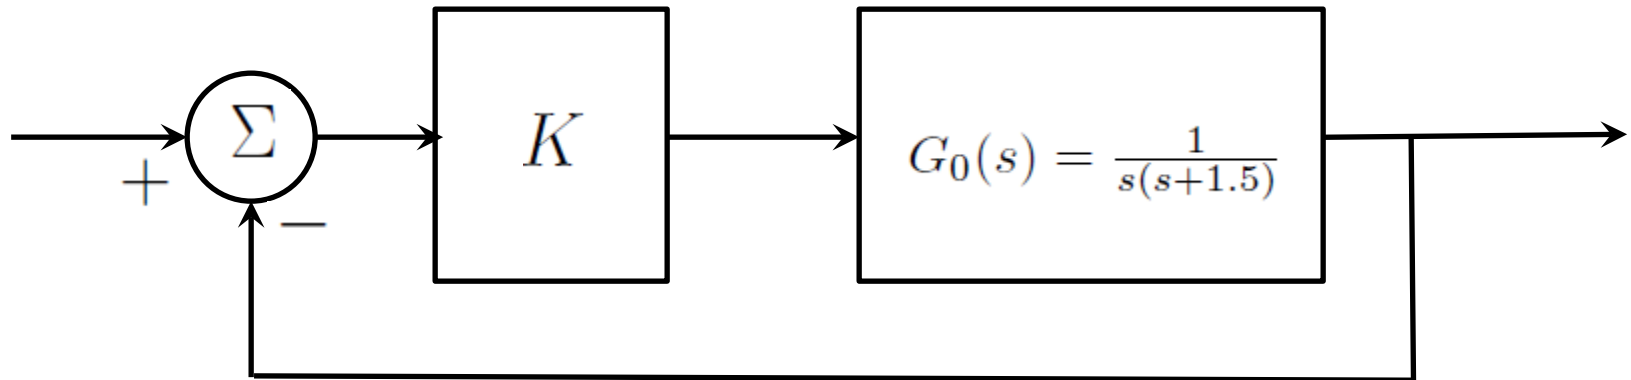 Σ
K
G₀(s) = 1/(s(s+1.5))
+
−